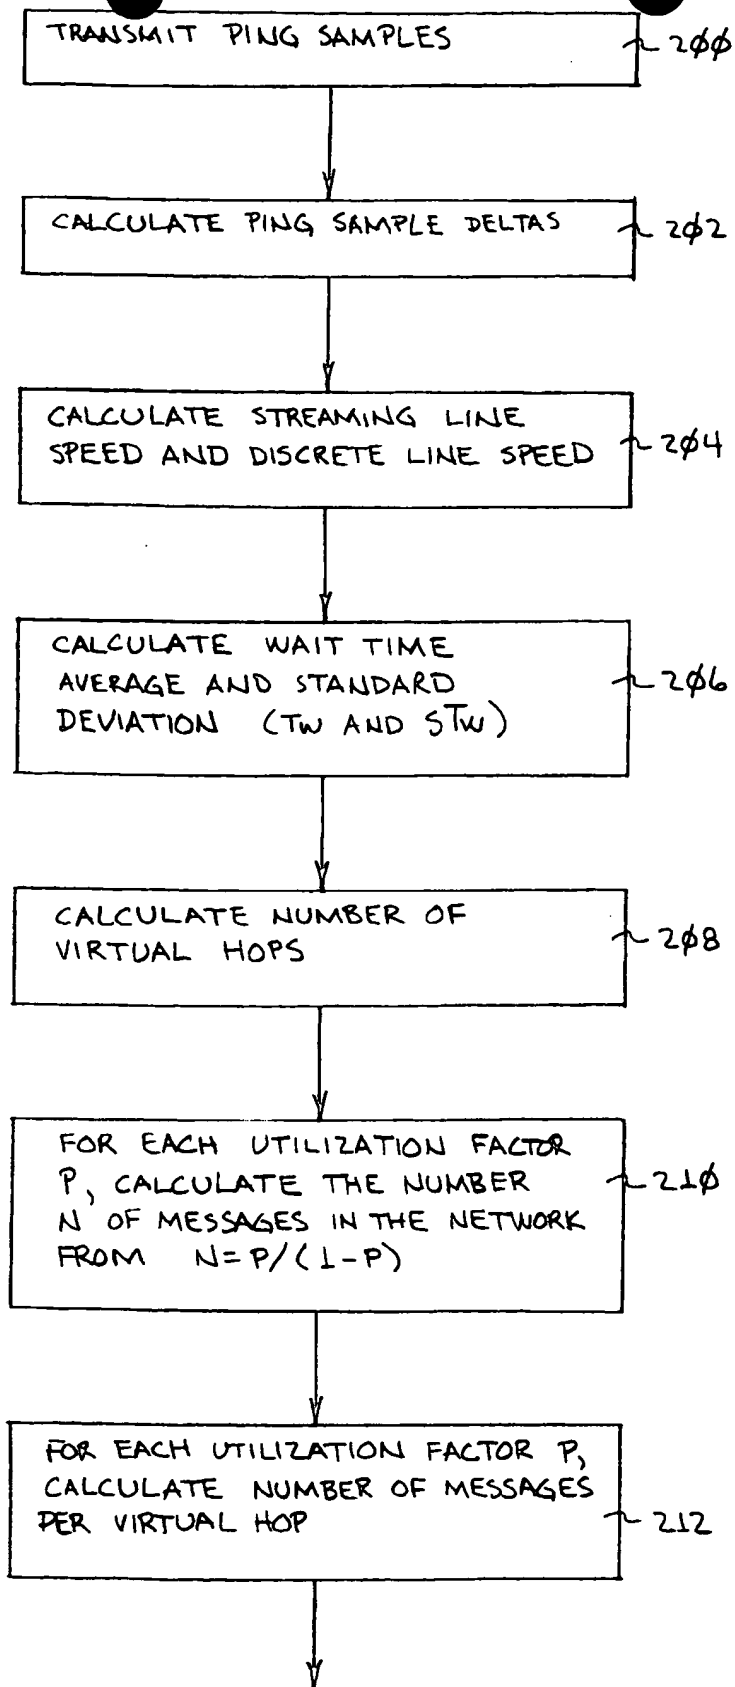 TRANSMIT PING SAMPLES
200
CALCULATE PING SAMPLE DELTAS
202
CALCULATE STREAMING LINE
SPEED AND DISCRETE LINE SPEED
204
CALCULATE WAIT TIME
AVERAGE AND STANDARD
DEVIATION (TW AND STW)
206
CALCULATE NUMBER OF
VIRTUAL HOPS
208
FOR EACH UTILIZATION FACTOR
P, CALCULATE THE NUMBER
N OF MESSAGES IN THE NETWORK
FROM N=P/(1-P)
210
FOR EACH UTILIZATION FACTOR P,
CALCULATE NUMBER OF MESSAGES
PER VIRTUAL HOP
212